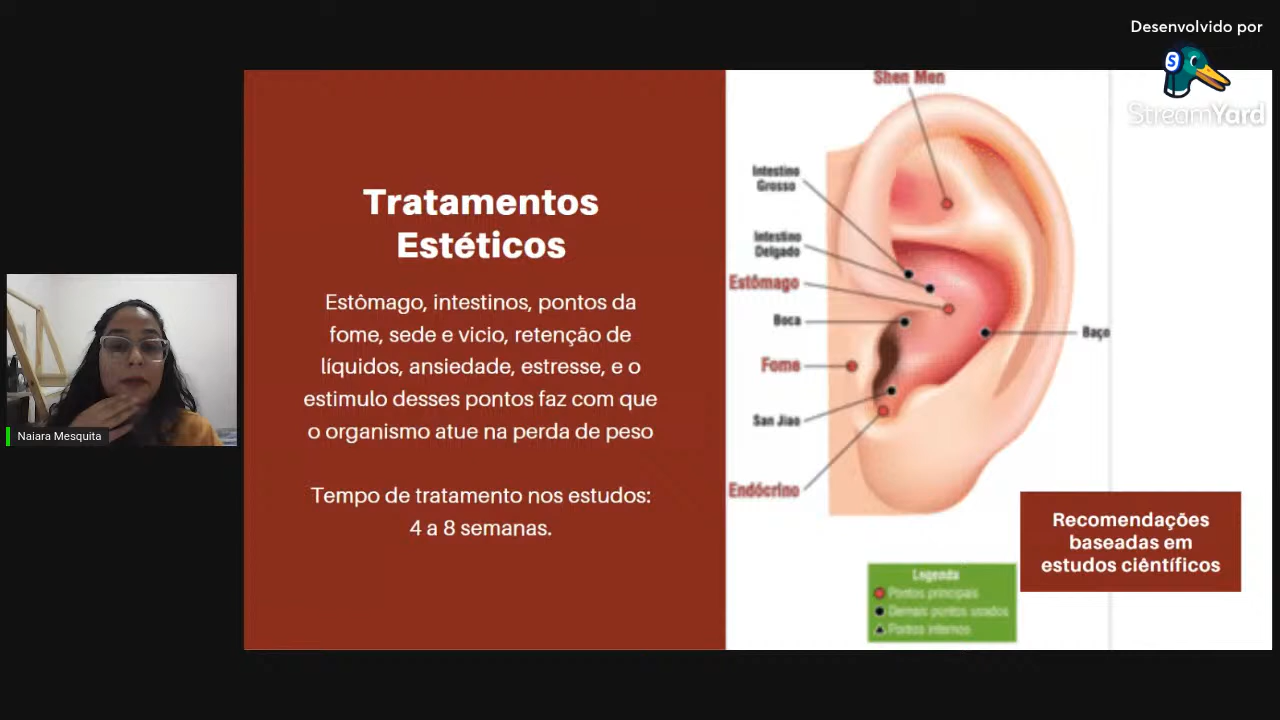 Desenvolvido por
StreamYard
Tratamentos
Estéticos
Estômago, intestinos, pontos da
fome, sede e vicio, retenção de
líquidos, ansiedade, estresse, e o
estimulo desses pontos faz com que
o organismo atue na perda de peso
Tempo de tratamento nos estudos:
4 a 8 semanas.
Naiara Mesquita
Shen Men
Intestino
Grosso
Intestino
Delgado
Estômago
Boca
Baço
Fome
San Jiao
Endócrino
Recomendações
baseadas em
estudos ciêntíficos
Legenda
Pontos principais
Demais pontos usados
Pontos internos